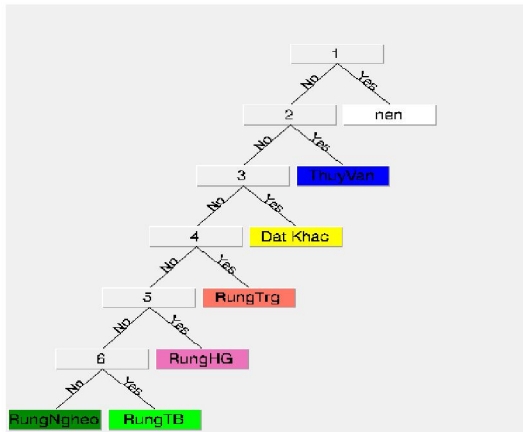 1
No Yes
2 nen
No Yes
3 ThuyVan
No Yes
4 Dat Khac
No Yes
5 RungTrg
No Yes
6 RungHG
No Yes
RungNgheo RungTB